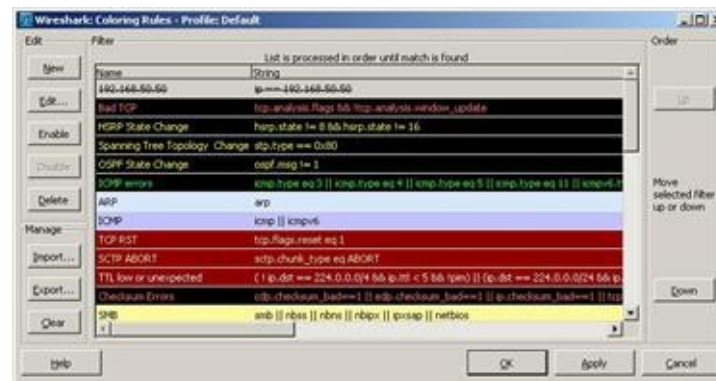 Wireshark: Coloring Rules - Profile: Default
Edit
Filter
Order
List is processed in order until match is found
New
Edit...
Enable
Disable
Delete
Manage
Import...
Export...
Clear
Name String
192.168.50.50 ip == 192.168.50.50
Bad TCP tcp.analysis.flags && !tcp.analysis.window_update
HSRP State Change hsrp.state != 8 && hsrp.state != 16
Spanning Tree Topology Change stp.type == 0x80
OSPF State Change ospf.msg != 1
ICMP errors icmp.type eq 3 || icmp.type eq 4 || icmp.type eq 5 || icmp.type eq 11 || icmpv6.t
ARP arp
ICMP icmp || icmpv6
TCP RST tcp.flags.reset eq 1
SCTP ABORT sctp.chunk_type eq ABORT
TTL low or unexpected ( ! ip.dst == 224.0.0.0/4 && ip.ttl < 5 && !pim) || (ip.dst == 224.0.0.0/24 && ip.
Checksum Errors cdp.checksum_bad==1 || edp.checksum_bad==1 || ip.checksum_bad==1 || tcp
SMB smb || nbss || nbns || nbipx || ipxsap || netbios
Up
Move
selected filter
up or down
Down
Help
OK
Apply
Cancel